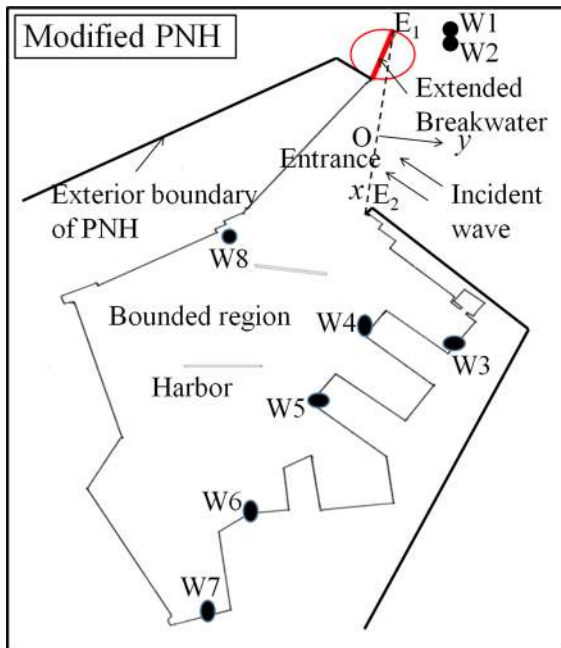 Modified PNH
E1
W1
W2
Extended
Breakwater
O
y
Entrance
Exterior boundary
of PNH
x
E2
Incident
wave
W8
Bounded region
W4
W3
Harbor
W5
W6
W7